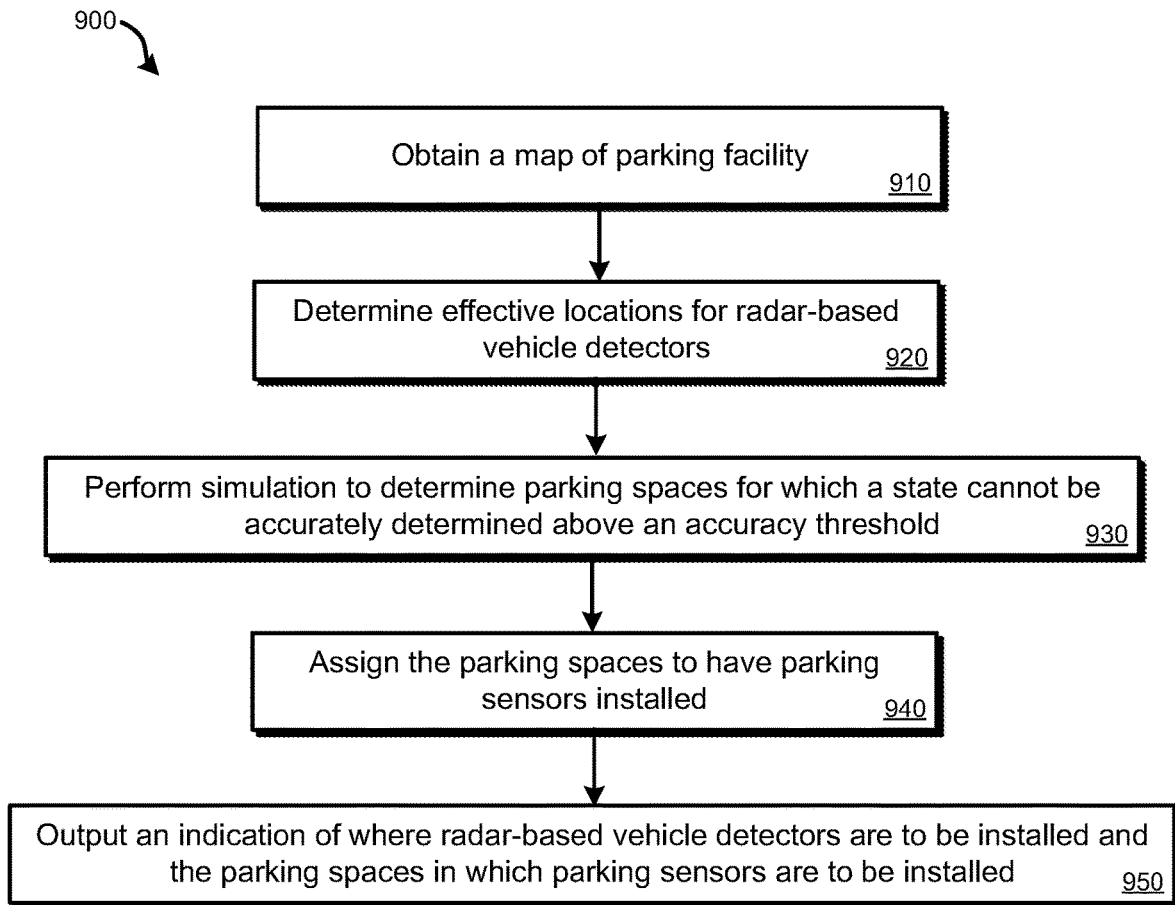 900
Obtain a map of parking facility
910
Determine effective locations for radar-based
vehicle detectors
920
Perform simulation to determine parking spaces for which a state cannot be
accurately determined above an accuracy threshold
930
Assign the parking spaces to have parking
sensors installed
940
Output an indication of where radar-based vehicle detectors are to be installed and
the parking spaces in which parking sensors are to be installed
950